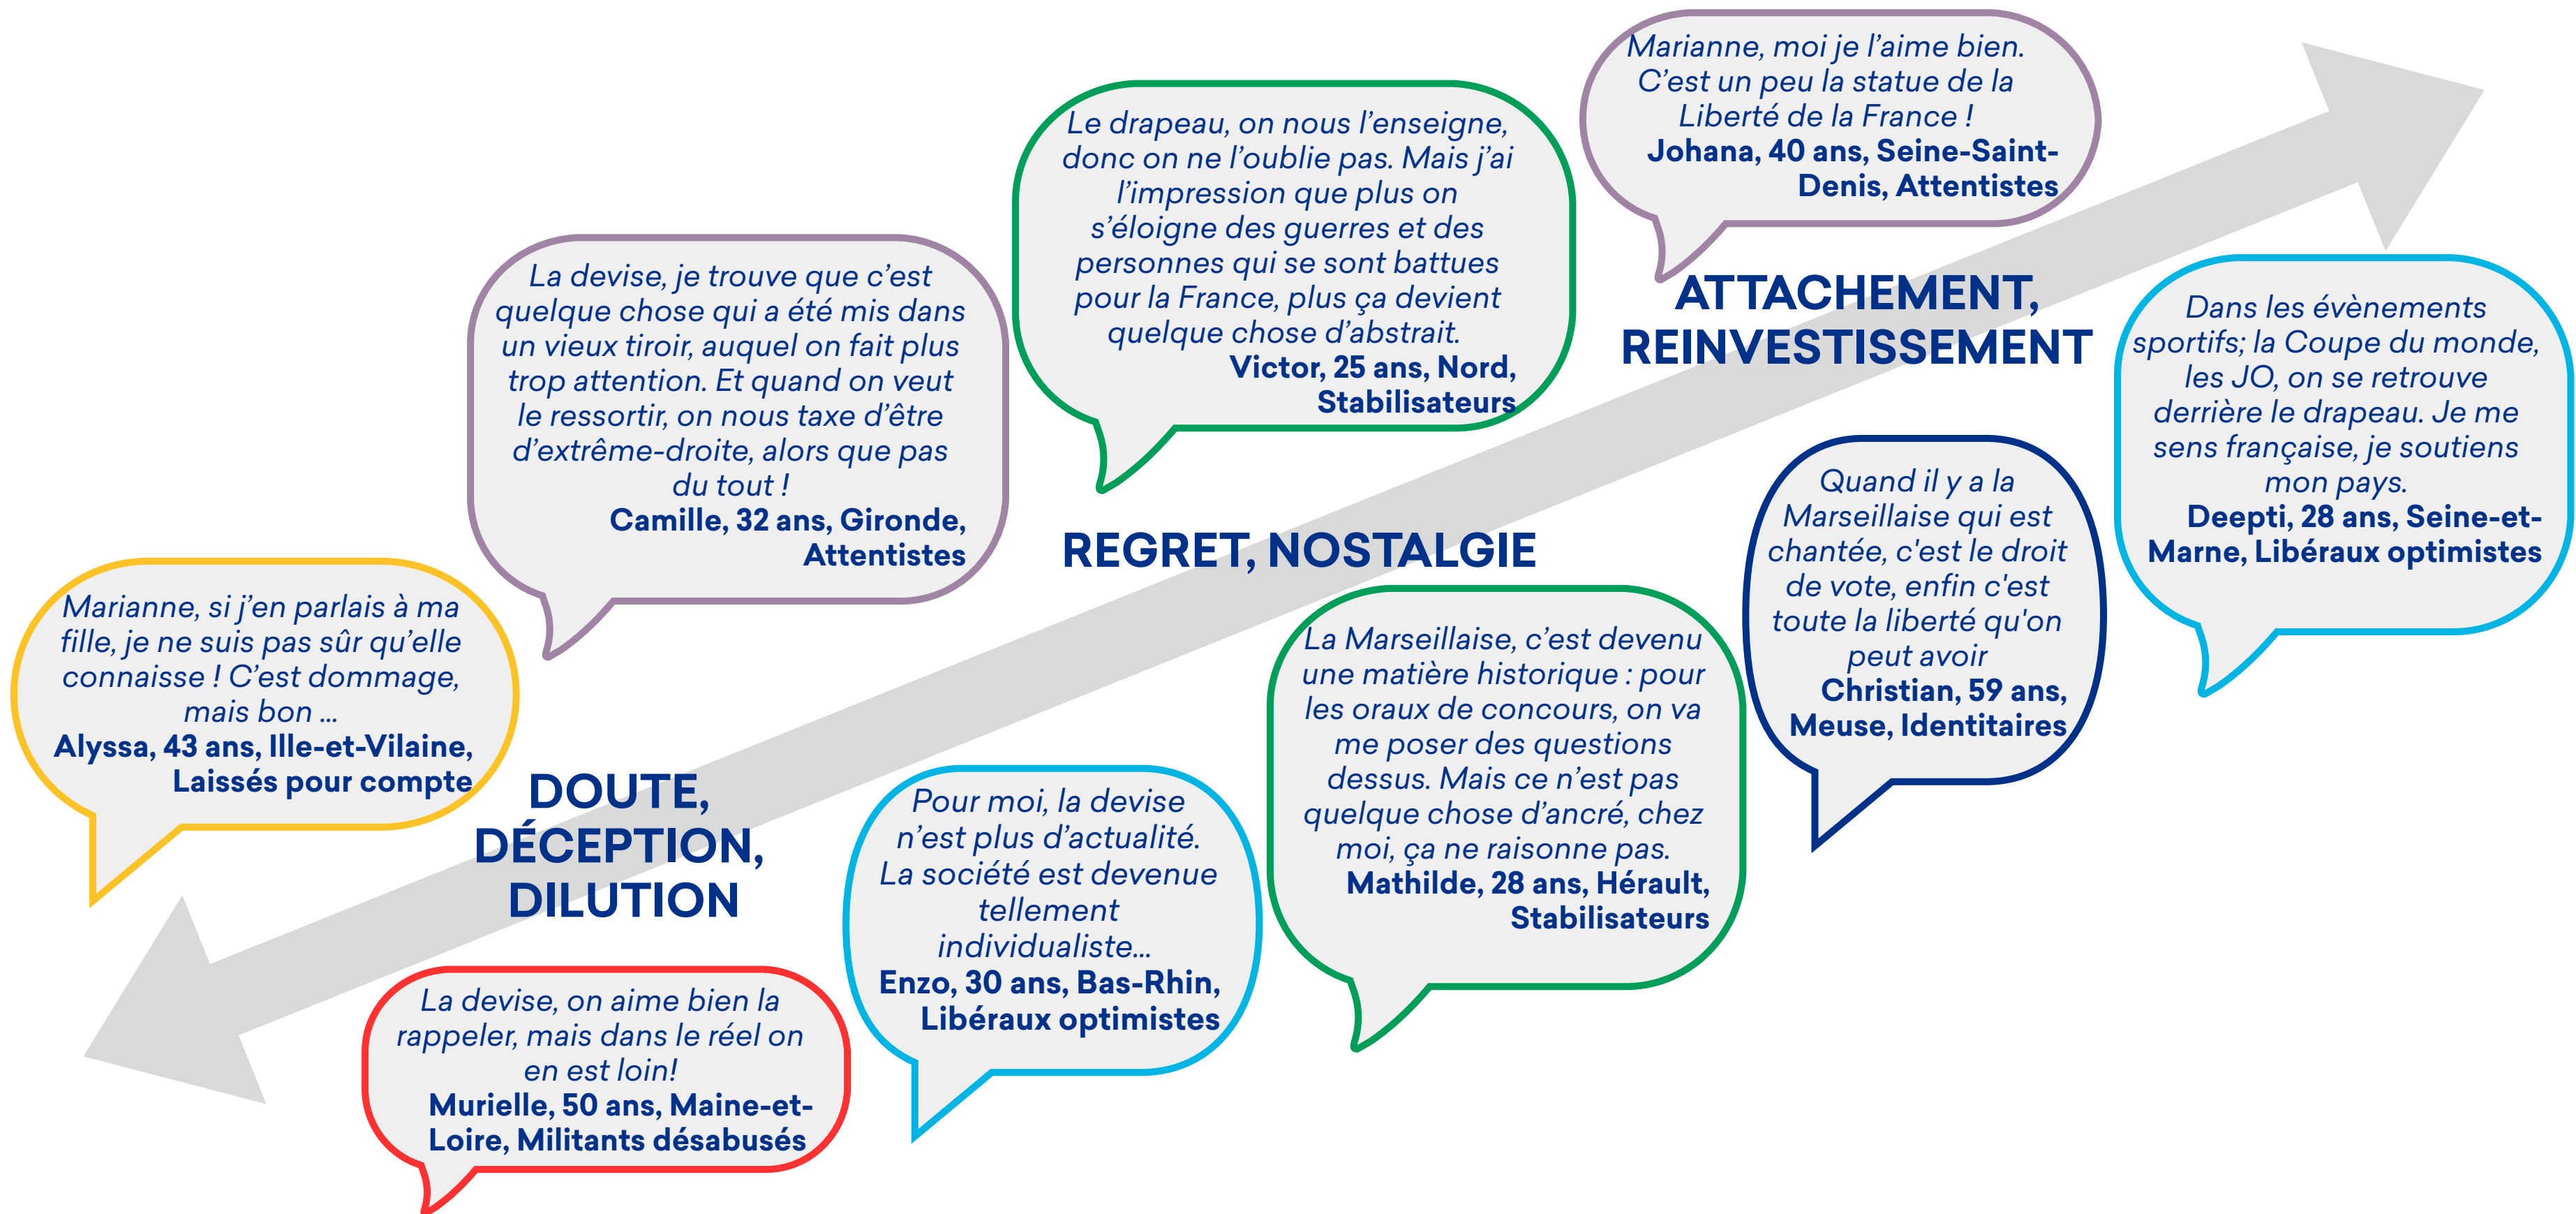 Marianne, moi je l’aime bien.
C’est un peu la statue de la
Liberté de la France !
Johana, 40 ans, Seine-Saint-
Denis, Attentistes
Le drapeau, on nous l’enseigne,
donc on ne l’oublie pas. Mais j’ai
l’impression que plus on
s’éloigne des guerres et des
personnes qui se sont battues
pour la France, plus ça devient
quelque chose d’abstrait.
Victor, 25 ans, Nord,
Stabilisateurs
La devise, je trouve que c’est
quelque chose qui a été mis dans
un vieux tiroir, auquel on fait plus
trop attention. Et quand on veut
le ressortir, on nous taxe d’être
d’extrême-droite, alors que pas
du tout !
Camille, 32 ans, Gironde,
Attentistes
ATTACHEMENT,
REINVESTISSEMENT
Dans les évènements
sportifs; la Coupe du monde,
les JO, on se retrouve
derrière le drapeau. Je me
sens française, je soutiens
mon pays.
Deepti, 28 ans, Seine-et-
Marne, Libéraux optimistes
Quand il y a la
Marseillaise qui est
chantée, c'est le droit
de vote, enfin c'est
toute la liberté qu'on
peut avoir
Christian, 59 ans,
Meuse, Identitaires
REGRET, NOSTALGIE
Marianne, si j’en parlais à ma
fille, je ne suis pas sûr qu’elle
connaisse ! C’est dommage,
mais bon ...
Alyssa, 43 ans, Ille-et-Vilaine,
Laissés pour compte
La Marseillaise, c’est devenu
une matière historique : pour
les oraux de concours, on va
me poser des questions
dessus. Mais ce n’est pas
quelque chose d’ancré, chez
moi, ça ne raisonne pas.
Mathilde, 28 ans, Hérault,
Stabilisateurs
DOUTE,
DÉCEPTION,
DILUTION
Pour moi, la devise
n’est plus d’actualité.
La société est devenue
tellement
individualiste...
Enzo, 30 ans, Bas-Rhin,
Libéraux optimistes
La devise, on aime bien la
rappeler, mais dans le réel on
en est loin!
Murielle, 50 ans, Maine-et-
Loire, Militants désabusés